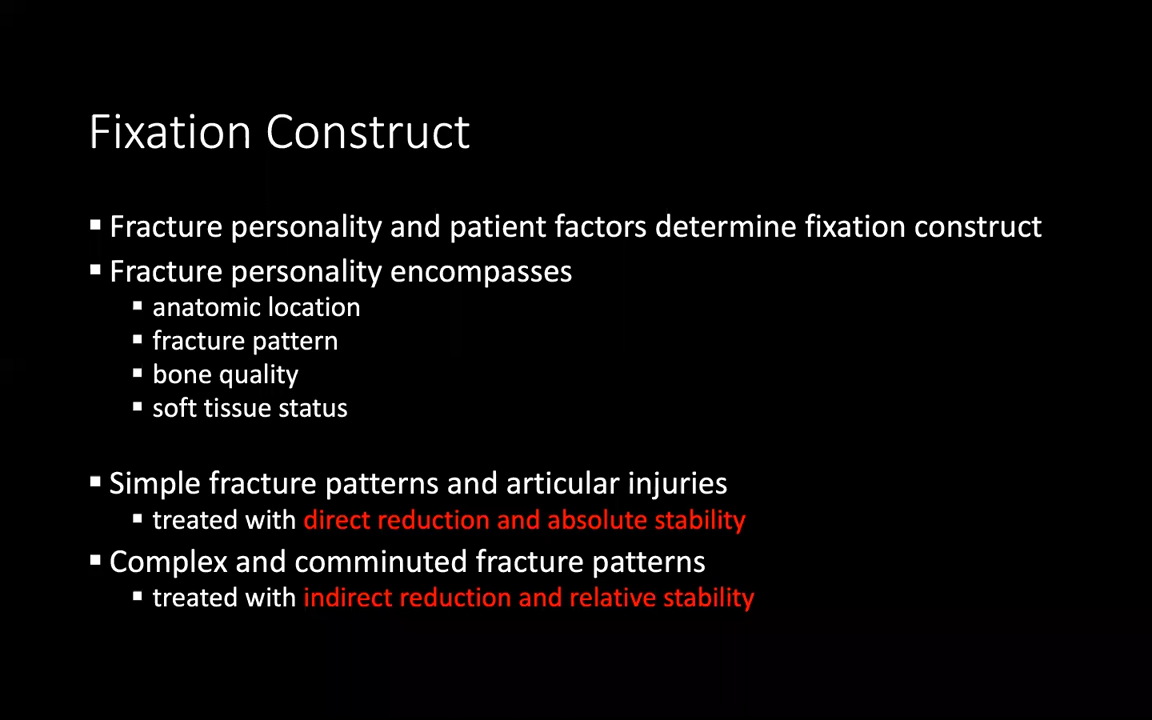 Fixation Construct
▪ Fracture personality and patient factors determine fixation construct
▪ Fracture personality encompasses
▪ anatomic location
▪ fracture pattern
▪ bone quality
▪ soft tissue status
▪ Simple fracture patterns and articular injuries
▪ treated with direct reduction and absolute stability
▪ Complex and comminuted fracture patterns
▪ treated with indirect reduction and relative stability